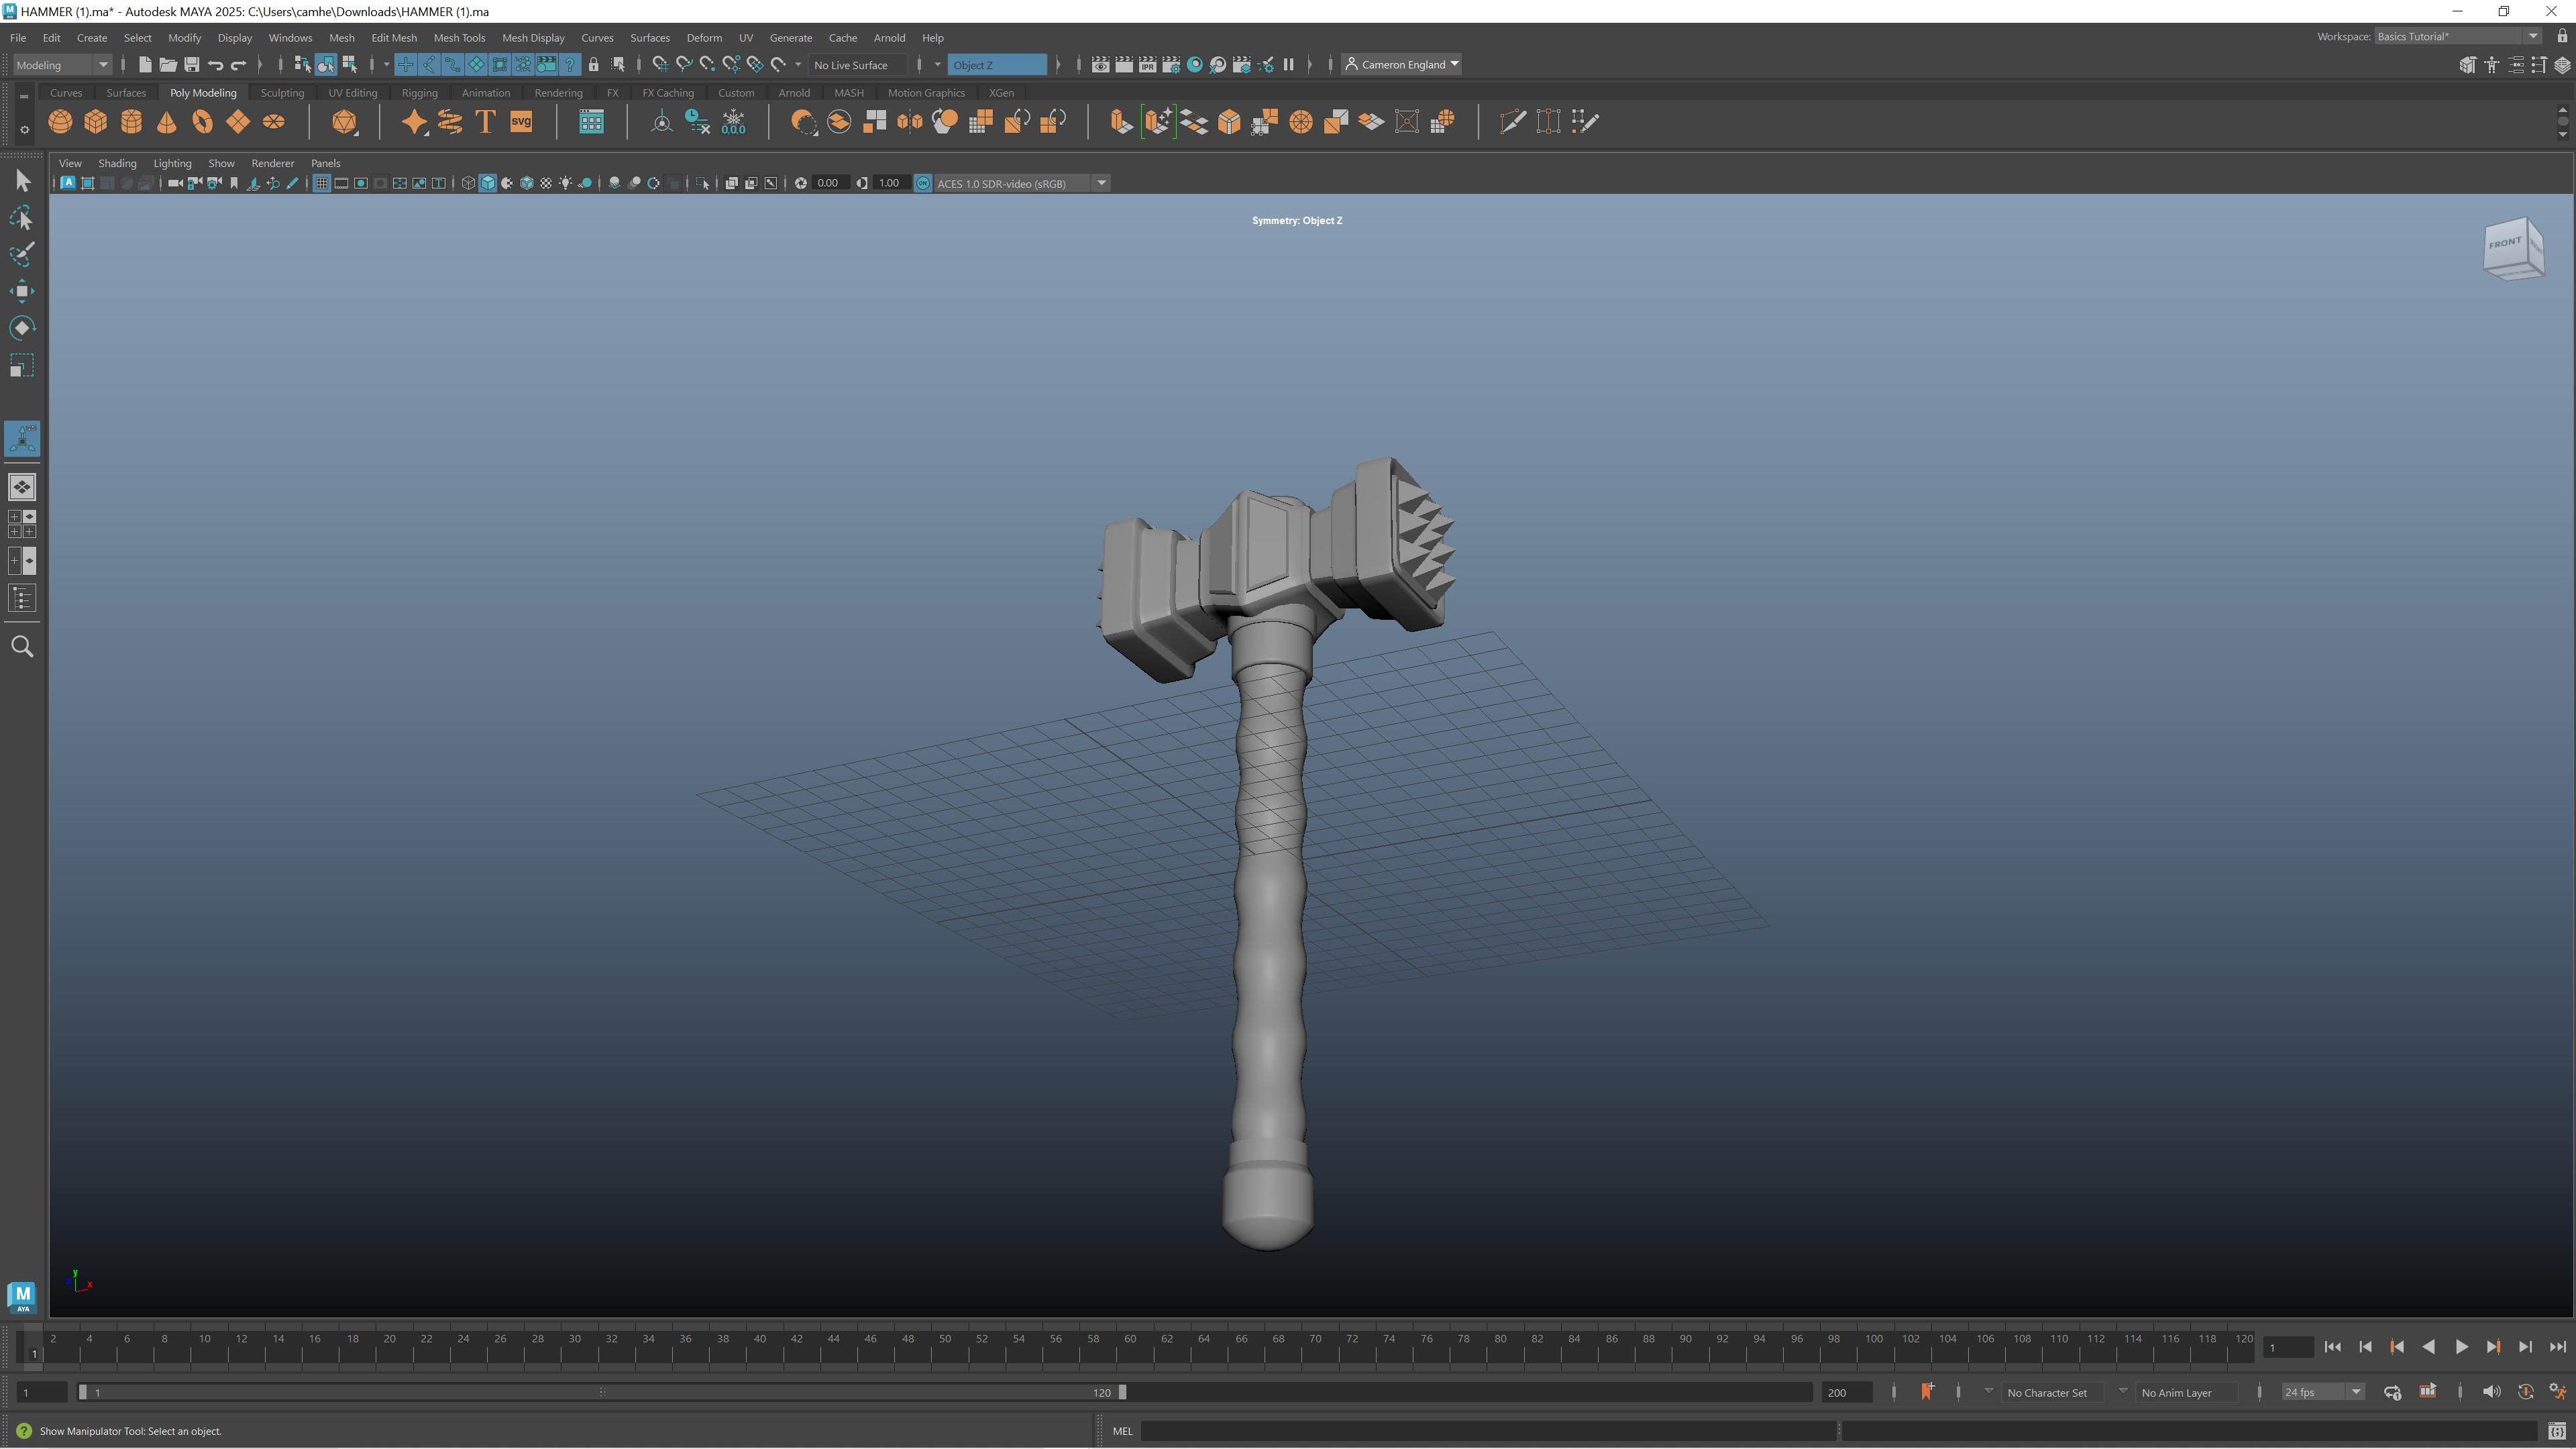 HAMMER (1).ma* - Autodesk MAYA 2025: C:\Users\camhe\Downloads\HAMMER (1).ma
File Edit Create Select Modify Display Windows Mesh Edit Mesh Mesh Tools Mesh Display Curves Surfaces Deform UV Generate Cache Arnold Help Workspace: Basics Tutorial*
Modeling No Live Surface Object Z IPR Cameron England
Curves Surfaces Poly Modeling Sculpting UV Editing Rigging Animation Rendering FX FX Caching Custom Arnold MASH Motion Graphics XGen
T SVG 0,0,0
View Shading Lighting Show Renderer Panels
A 0.00 1.00 ON ACES 1.0 SDR-video (sRGB)
Symmetry: Object Z
FRONT
y
x
M
AYA
2 4 6 8 10 12 14 16 18 20 22 24 26 28 30 32 34 36 38 40 42 44 46 48 50 52 54 56 58 60 62 64 66 68 70 72 74 76 78 80 82 84 86 88 90 92 94 96 98 100 102 104 106 108 110 112 114 116 118 120
1 1
1 1 120 200 No Character Set No Anim Layer 24 fps
? Show Manipulator Tool: Select an object. MEL